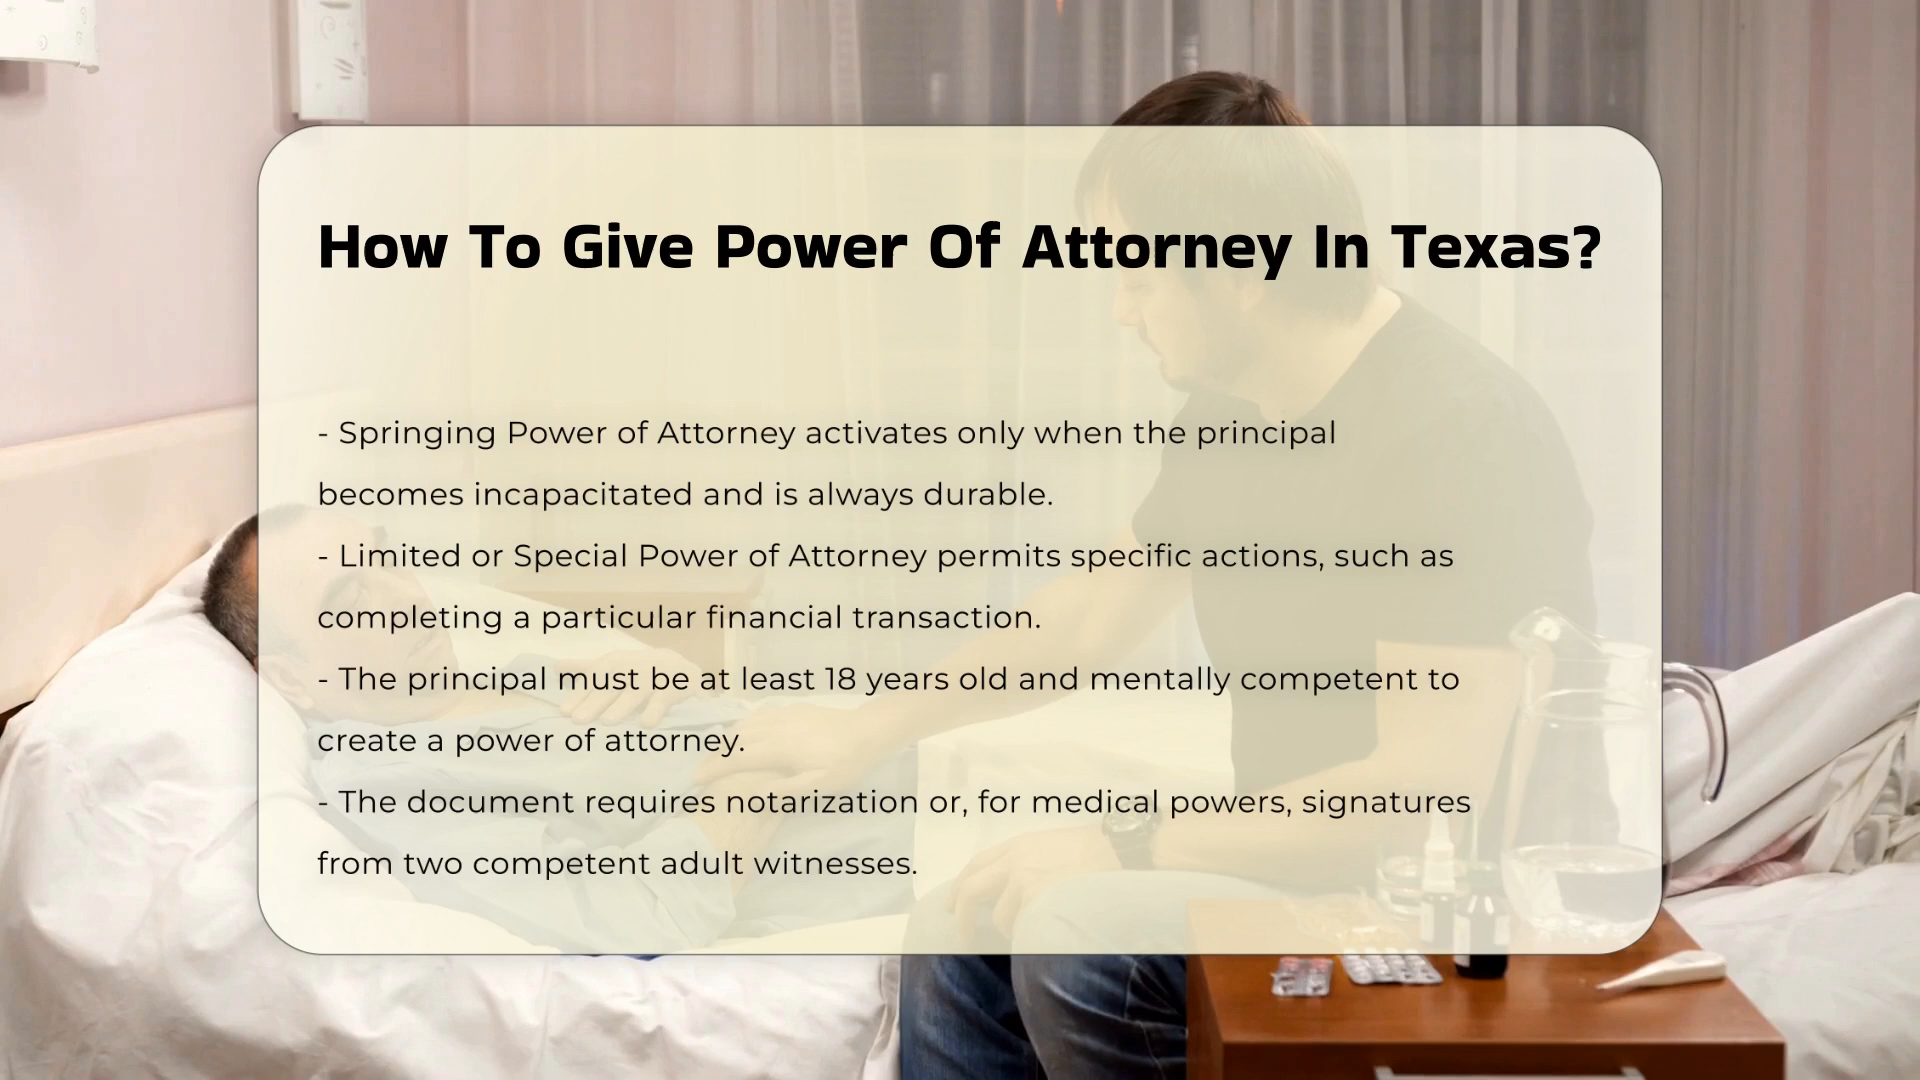 How To Give Power Of Attorney In Texas?
- Springing Power of Attorney activates only when the principal
becomes incapacitated and is always durable.
- Limited or Special Power of Attorney permits specific actions, such as
completing a particular financial transaction.
- The principal must be at least 18 years old and mentally competent to
create a power of attorney.
- The document requires notarization or, for medical powers, signatures
from two competent adult witnesses.